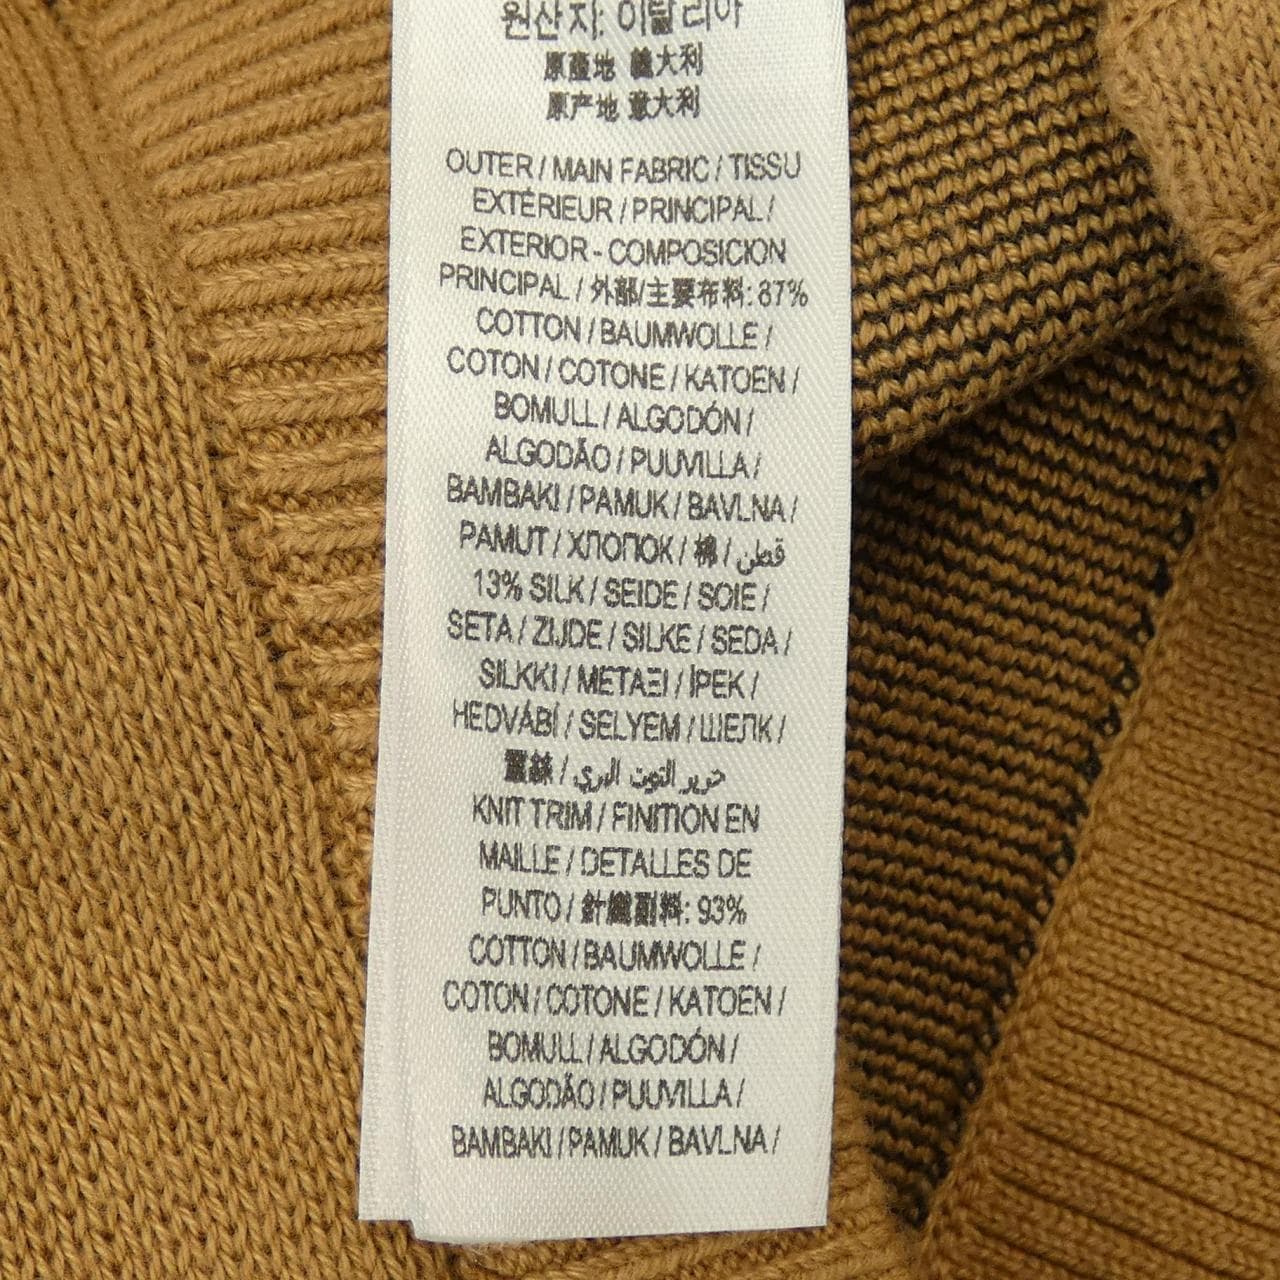 원산지: 이탈리아
原產地 義大利
原产地 意大利
OUTER / MAIN FABRIC / TISSU
EXTÉRIEUR / PRINCIPAL /
EXTERIOR - COMPOSICION
PRINCIPAL / 外部/主要布料: 87%
COTTON / BAUMWOLLE /
COTON / COTONE / KATOEN /
BOMULL / ALGODÓN /
ALGODÃO / PUUVILLA /
BAMBAKI / PAMUK / BAVLNA /
PAMUT / ХЛОПОК / 棉 / قطن
13% SILK / SEIDE / SOIE /
SETA / ZIJDE / SILKE / SEDA /
SILKKI / ΜΕΤΑΞΙ / İPEK /
HEDVÁBÍ / SELYEM / ШЕЛК /
蠶絲 / حرير التوت البري
KNIT TRIM / FINITION EN
MAILLE / DETALLES DE
PUNTO / 針織副料: 93%
COTTON / BAUMWOLLE /
COTON / COTONE / KATOEN /
BOMULL / ALGODÓN /
ALGODÃO / PUUVILLA /
BAMBAKI / PAMUK / BAVLNA /